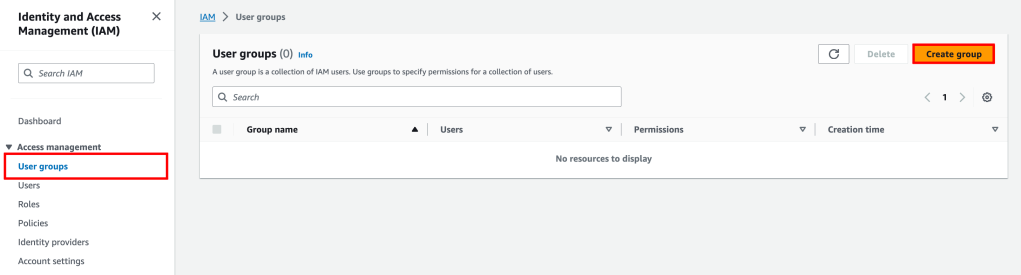 Identity and Access
Management (IAM)
Search IAM
Dashboard
Access management
User groups
Users
Roles
Policies
Identity providers
Account settings
IAM > User groups
User groups (0) Info
Delete
Create group
A user group is a collection of IAM users. Use groups to specify permissions for a collection of users.
Search
1
Group name Users Permissions Creation time
No resources to display